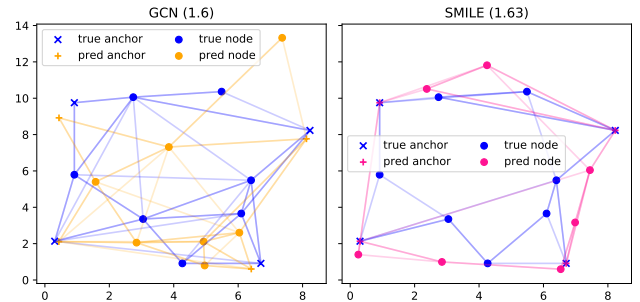 GCN (1.6)
SMILE (1.63)
true anchor
pred anchor
true node
pred node
true anchor
pred anchor
true node
pred node
14
12
10
8
6
4
2
0
0 2 4 6 8
0 2 4 6 8